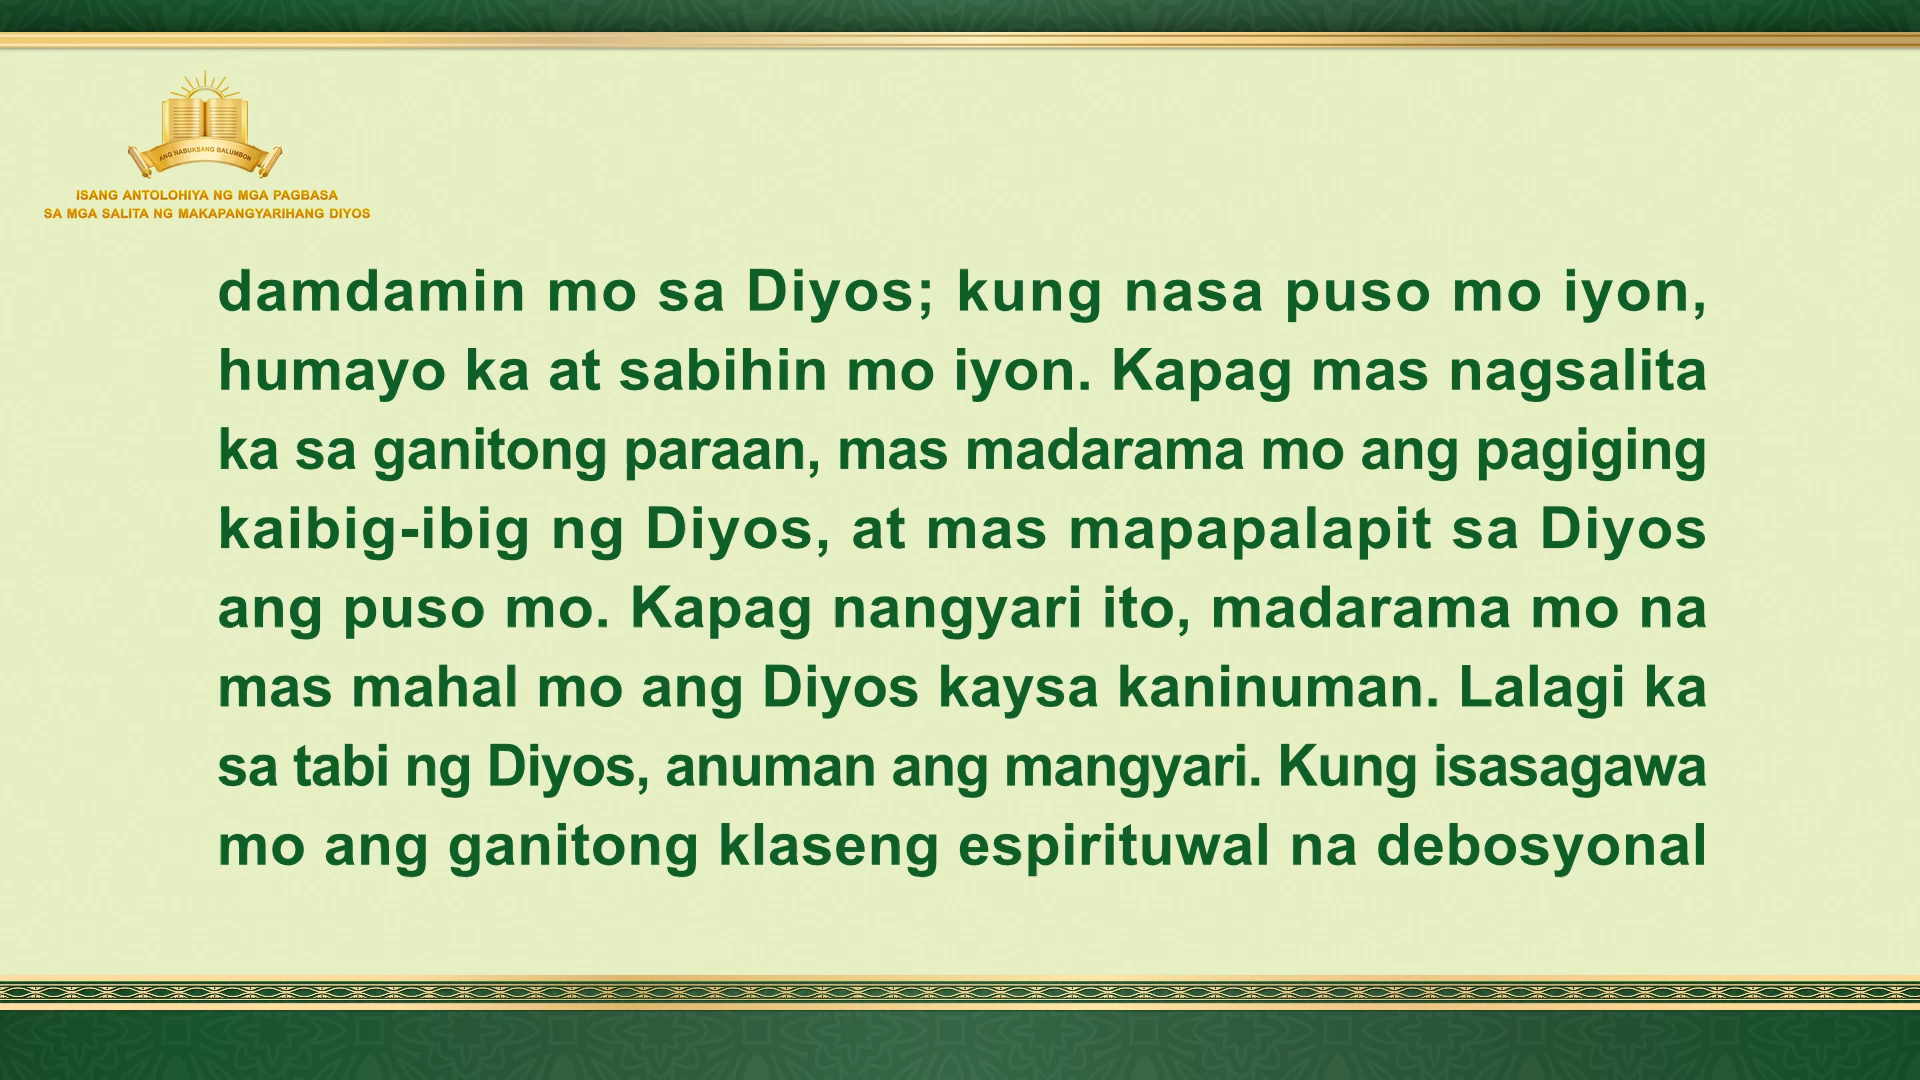 ANG NABUKSANG BALUMBON
ISANG ANTOLOHIYA NG MGA PAGBASA
SA MGA SALITA NG MAKAPANGYARIHANG DIYOS
damdamin mo sa Diyos; kung nasa puso mo iyon,
humayo ka at sabihin mo iyon. Kapag mas nagsalita
ka sa ganitong paraan, mas madarama mo ang pagiging
kaibig-ibig ng Diyos, at mas mapapalapit sa Diyos
ang puso mo. Kapag nangyari ito, madarama mo na
mas mahal mo ang Diyos kaysa kaninuman. Lalagi ka
sa tabi ng Diyos, anuman ang mangyari. Kung isasagawa
mo ang ganitong klaseng espirituwal na debosyonal